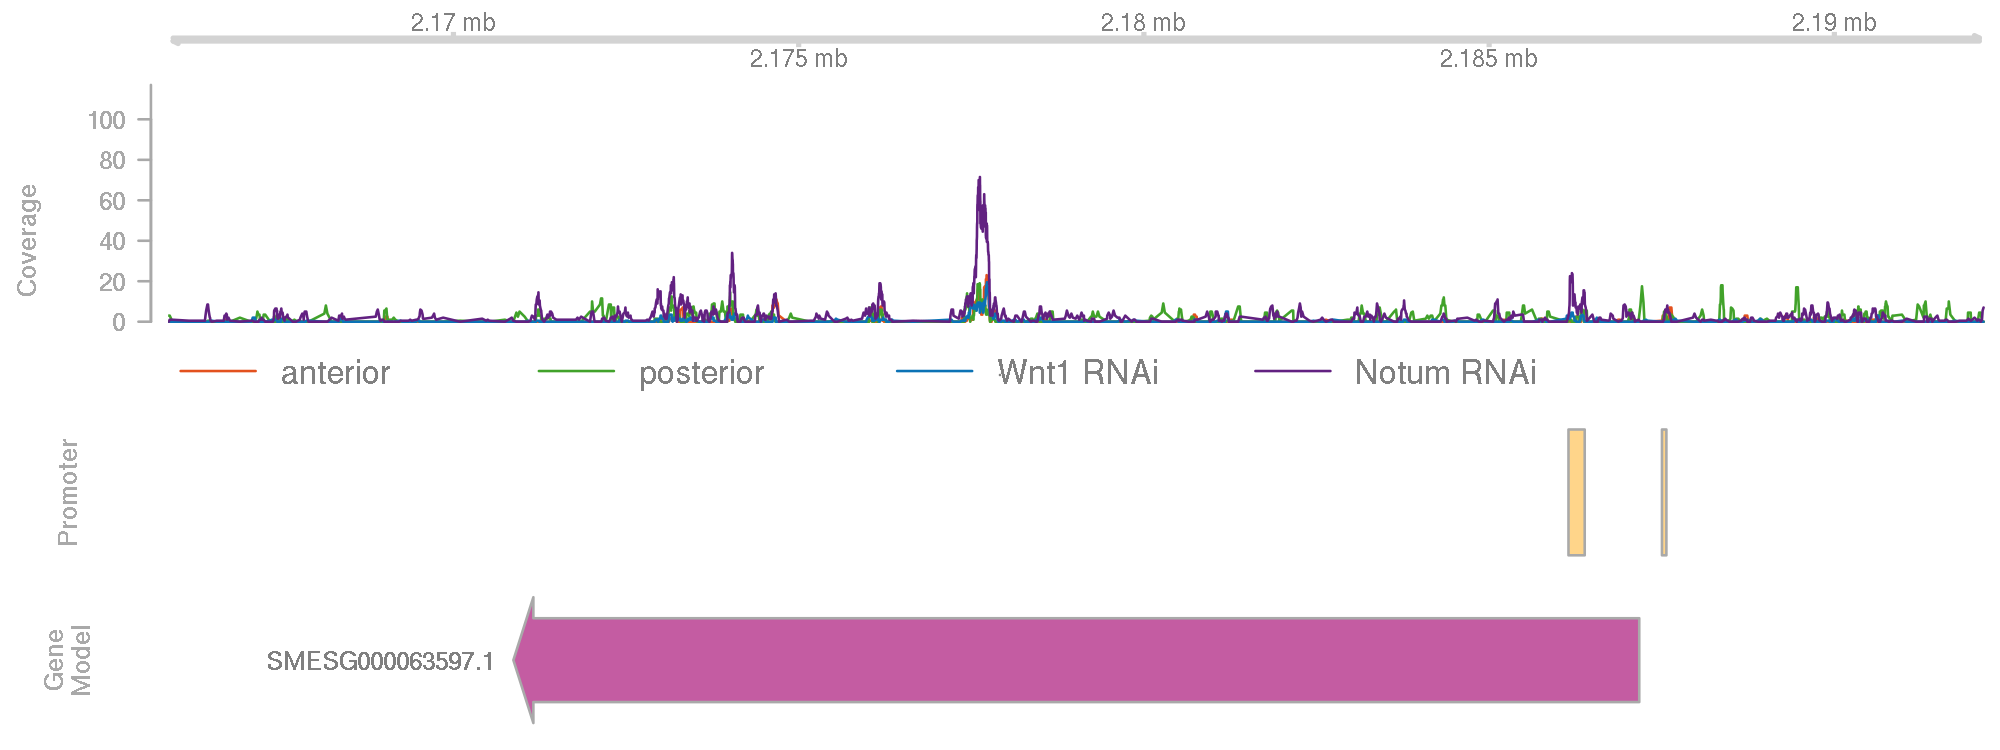 2.17 mb
2.18 mb
2.19 mb
2.175 mb
2.185 mb
Coverage
100
80
60
40
20
0
anterior
posterior
Wnt1 RNAi
Notum RNAi
Promoter
Gene
Model
SMESG000063597.1